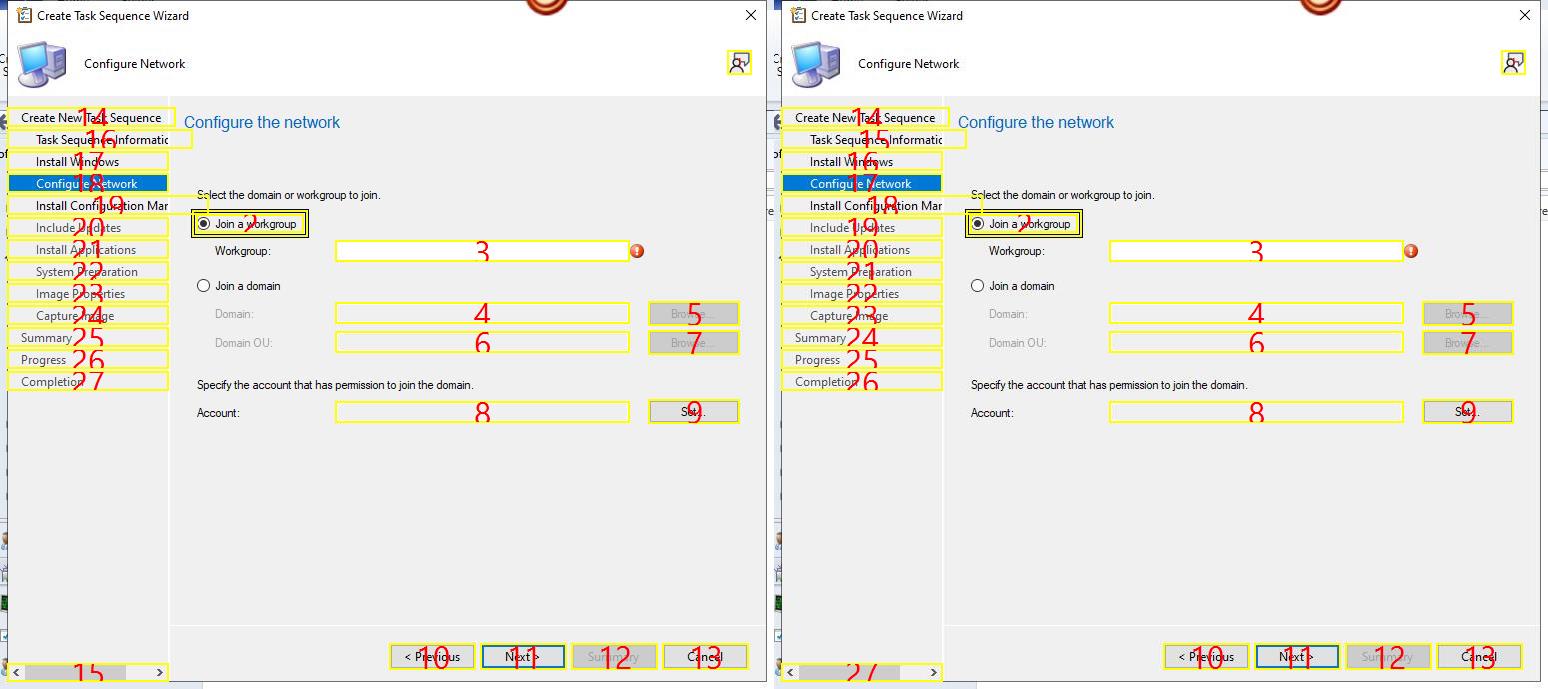 Create Task Sequence Wizard
Configure Network
14 Create New Task Sequence
16 Task Sequence Informatic
17 Install Windows
18 Configure Network
19 Install Configuration Mar
20 Include Updates
21 Install Applications
22 System Preparation
23 Image Properties
24 Capture Image
25 Summary
26 Progress
27 Completion
15
Configure the network
Select the domain or workgroup to join.
2 Join a workgroup
Workgroup: 3
Join a domain
Domain: 4 Browse... 5
Domain OU: 6 Browse... 7
Specify the account that has permission to join the domain.
Account: 8 Set... 9
< Previous 10 Next > 11 Summary 12 Cancel 13
Create Task Sequence Wizard
Configure Network
14 Create New Task Sequence
15 Task Sequence Informatic
16 Install Windows
17 Configure Network
18 Install Configuration Mar
19 Include Updates
20 Install Applications
21 System Preparation
22 Image Properties
23 Capture Image
24 Summary
25 Progress
26 Completion
27
Configure the network
Select the domain or workgroup to join.
2 Join a workgroup
Workgroup: 3
Join a domain
Domain: 4 Browse... 5
Domain OU: 6 Browse... 7
Specify the account that has permission to join the domain.
Account: 8 Set... 9
< Previous 10 Next > 11 Summary 12 Cancel 13